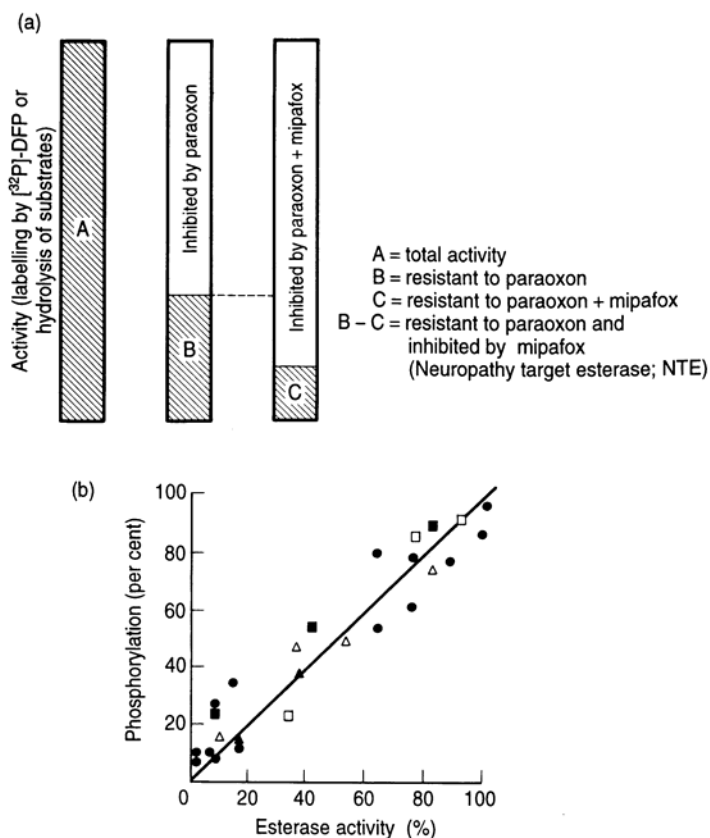 (a)
Activity (labelling by [³²P]-DFP or
hydrolysis of substrates)
A
Inhibited by paraoxon
B
Inhibited by paraoxon + mipafox
C
A = total activity
B = resistant to paraoxon
C = resistant to paraoxon + mipafox
B – C = resistant to paraoxon and
inhibited by mipafox
(Neuropathy target esterase; NTE)
(b)
Phosphorylation (per cent)
100
80
60
40
20
0
20
40
60
80
100
Esterase activity (%)